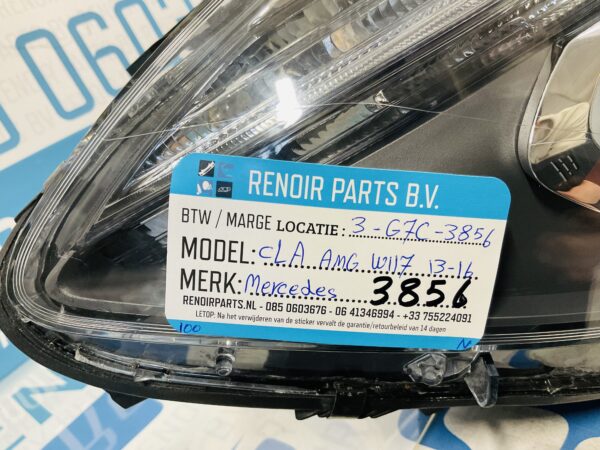 RENOIR PARTS B.V.
BTW / MARGE LOCATIE : 3-G7C-3856
MODEL: CLA AMG W117 13-16
MERK: Mercedes 3856
RENOIRPARTS.NL - 085 0603676 - 06 41346994 - +33 755224091
LETOP: Na het verwijderen van de sticker vervalt de garantie/retourbeleid van 14 dagen
100 N